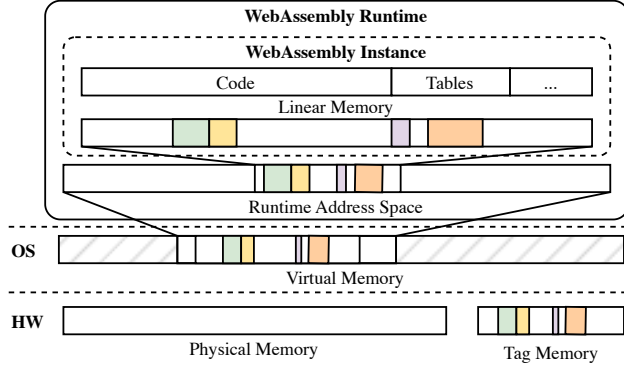 WebAssembly Runtime
WebAssembly Instance
Code Tables ...
Linear Memory
Runtime Address Space
OS
Virtual Memory
HW
Physical Memory Tag Memory